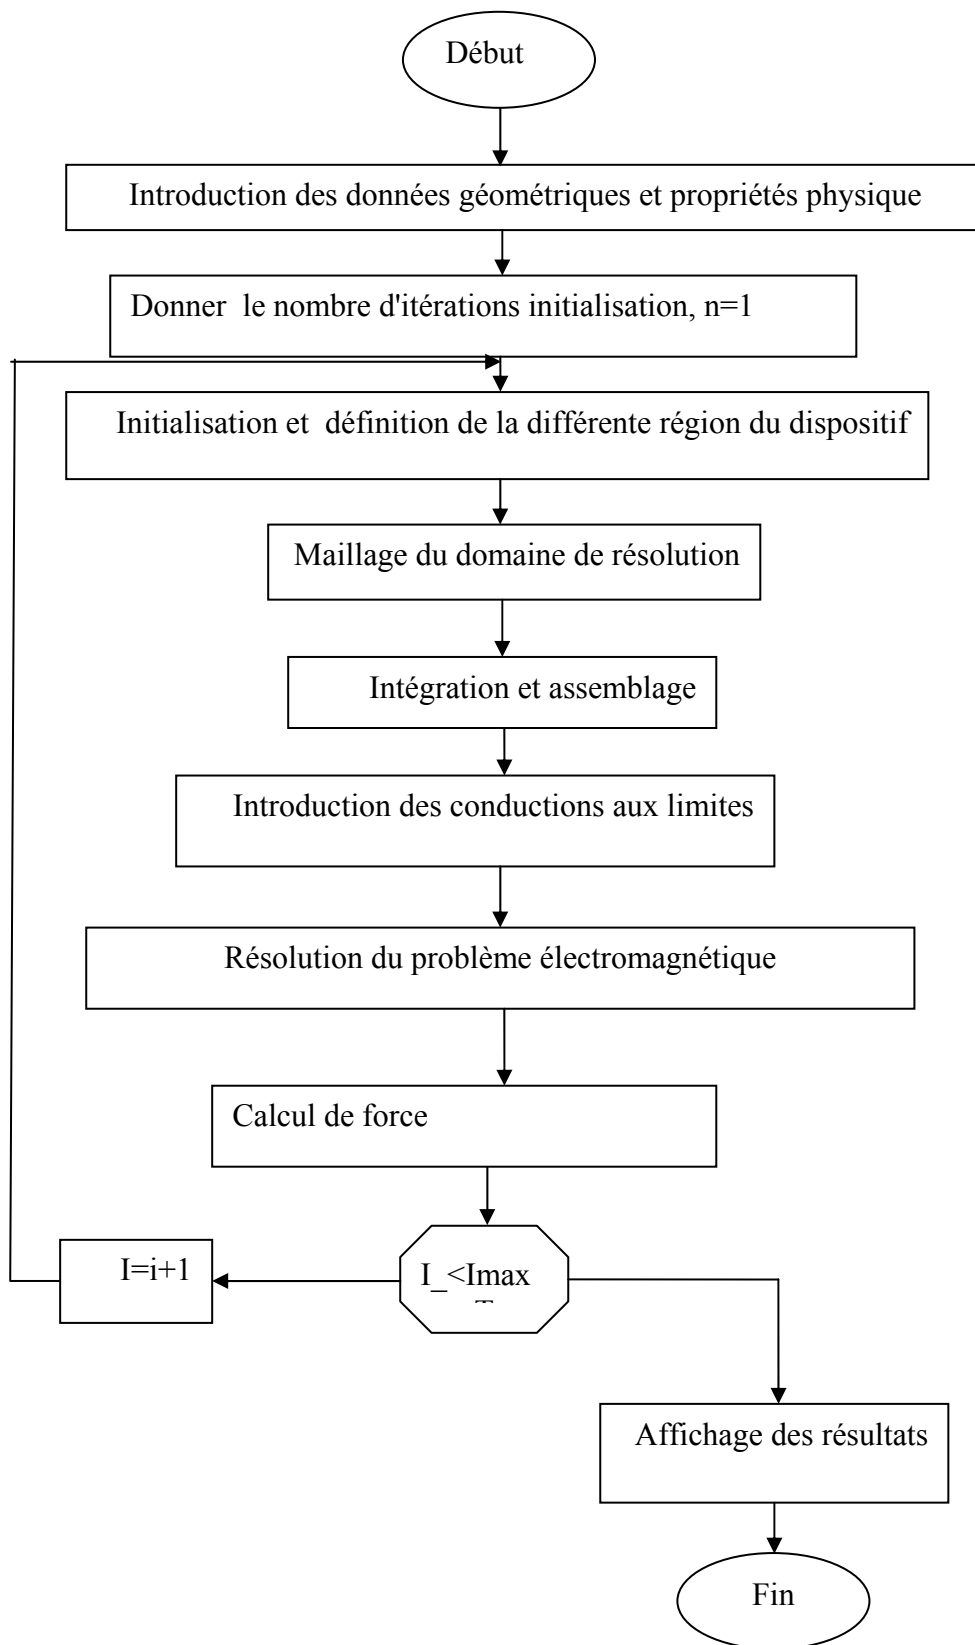 Début
Introduction des données géométriques et propriétés physique
Donner le nombre d'itérations initialisation, n=1
Initialisation et définition de la différente région du dispositif
Maillage du domaine de résolution
Intégration et assemblage
Introduction des conductions aux limites
Résolution du problème électromagnétique
Calcul de force
I=i+1
I_<Imax
Affichage des résultats
Fin